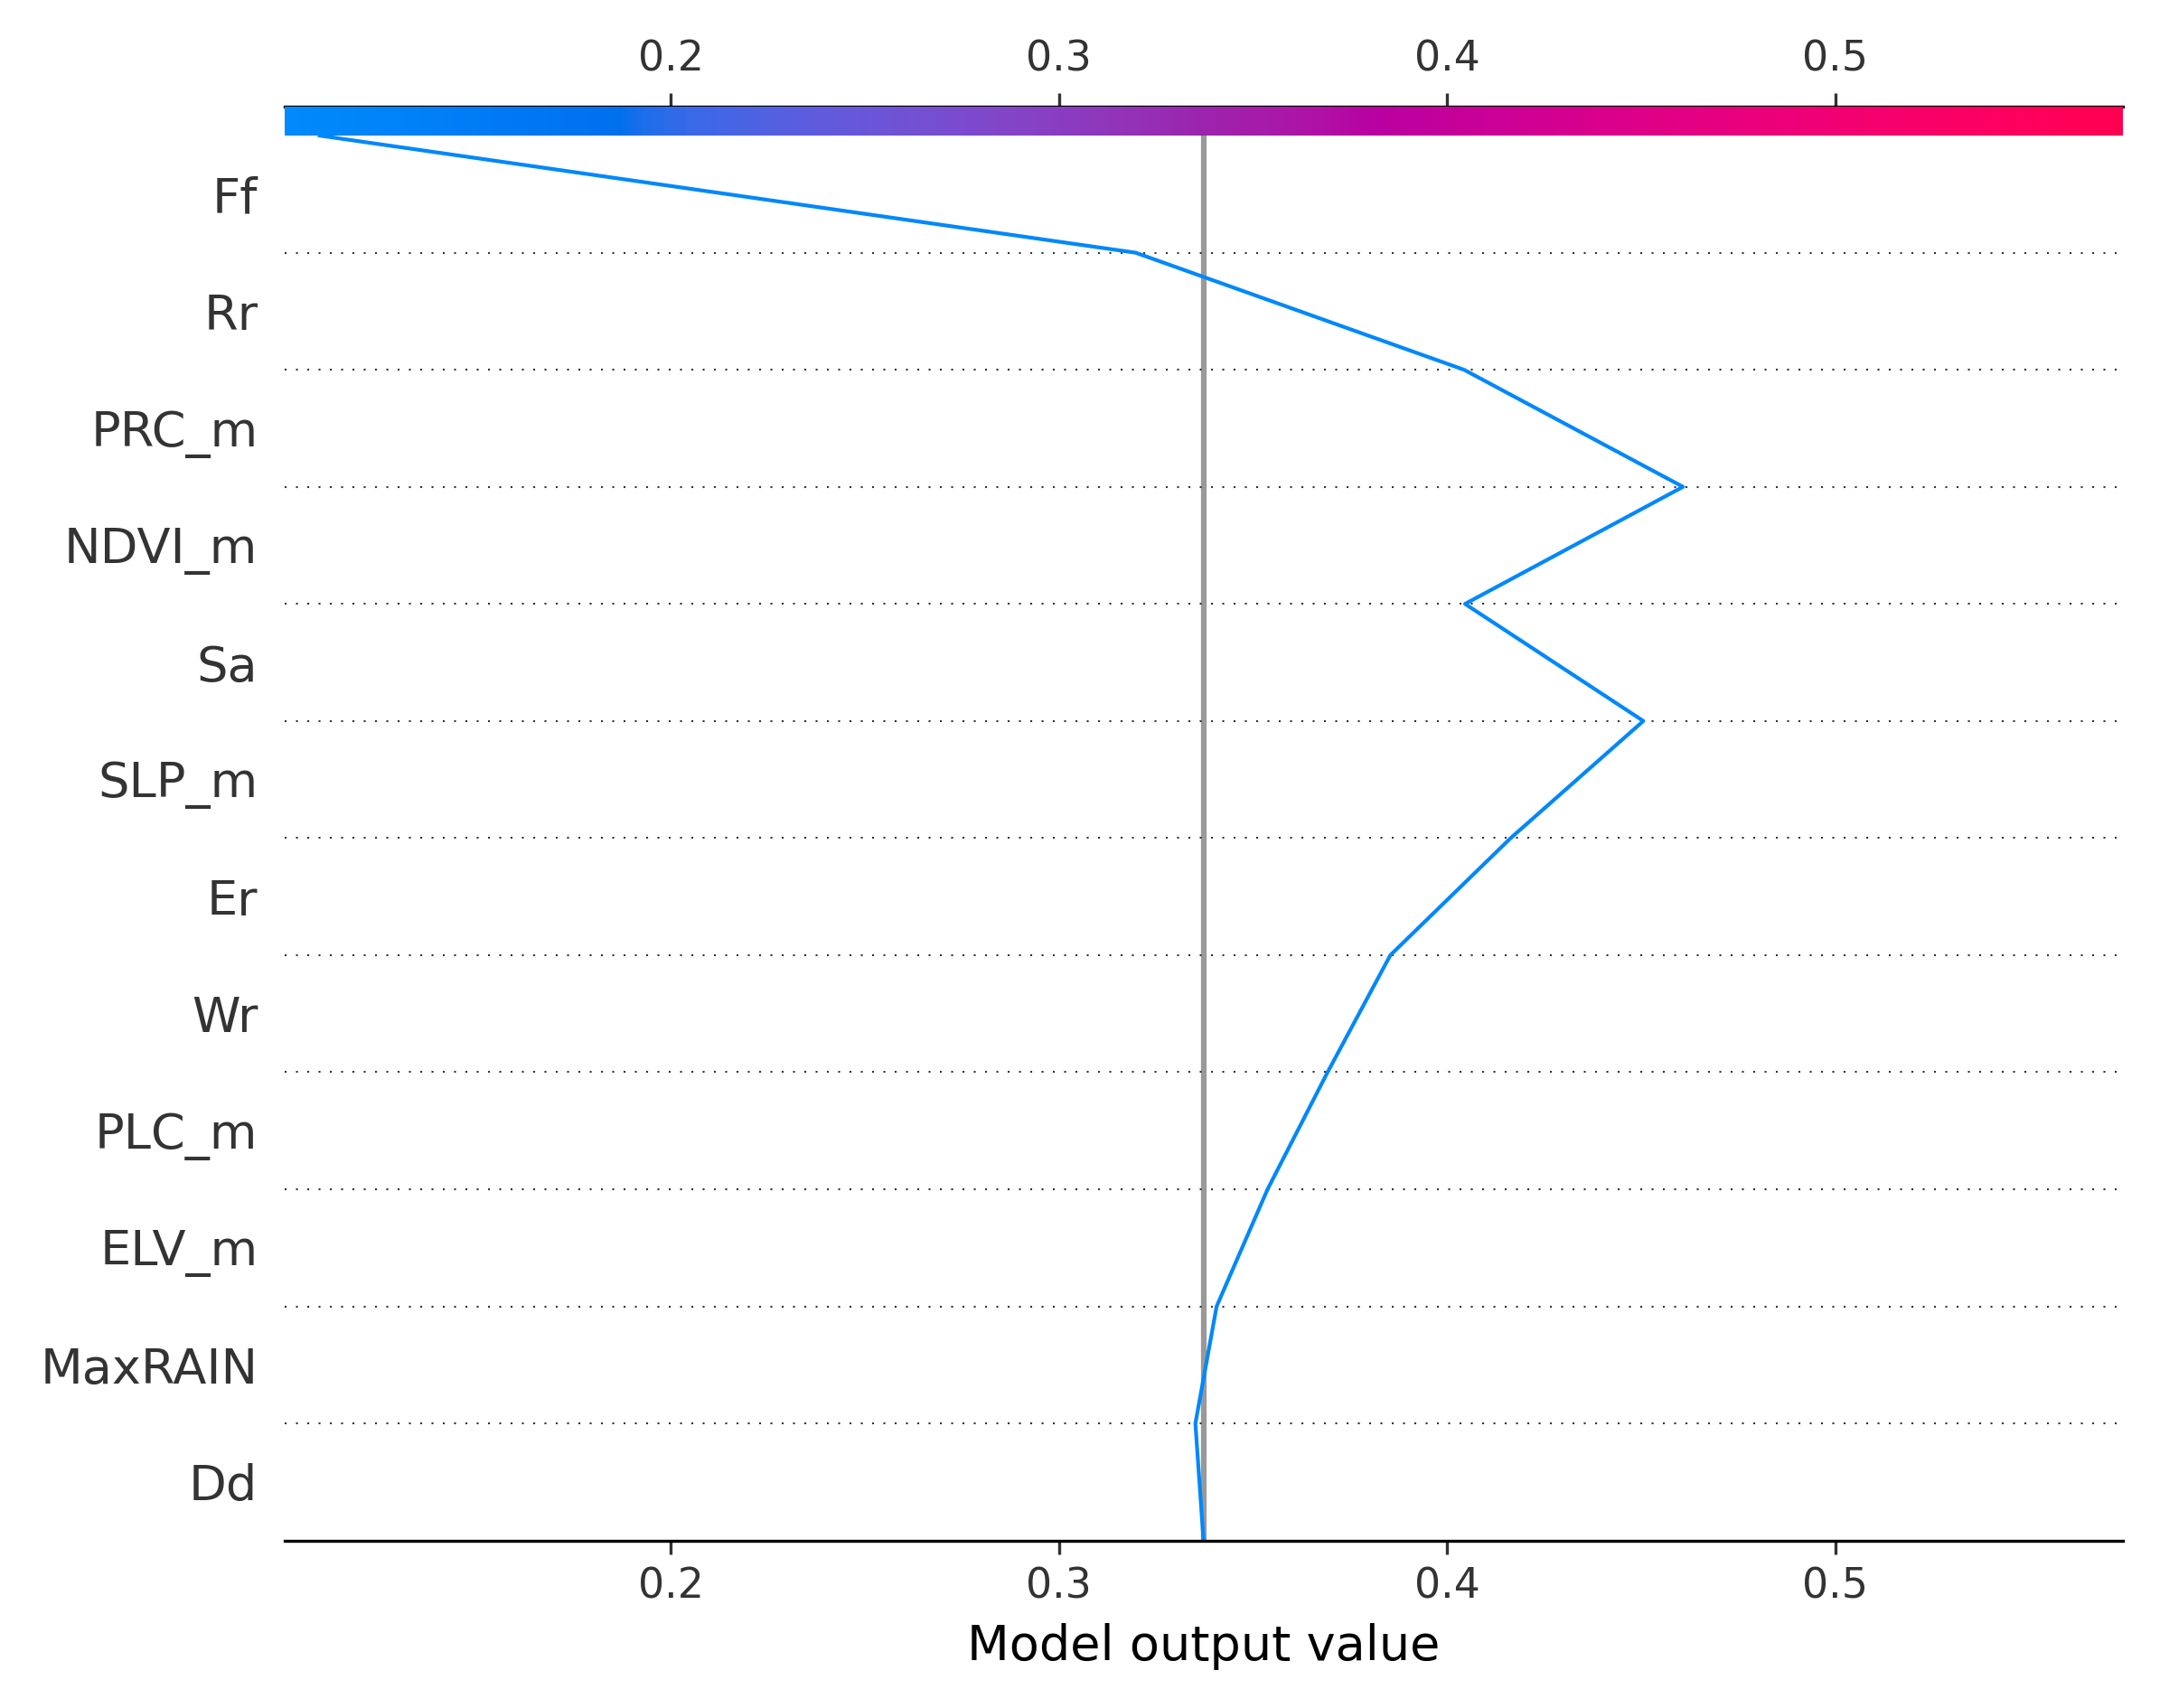 0.2 0.3 0.4 0.5
Ff
Rr
PRC_m
NDVI_m
Sa
SLP_m
Er
Wr
PLC_m
ELV_m
MaxRAIN
Dd
0.2 0.3 0.4 0.5
Model output value